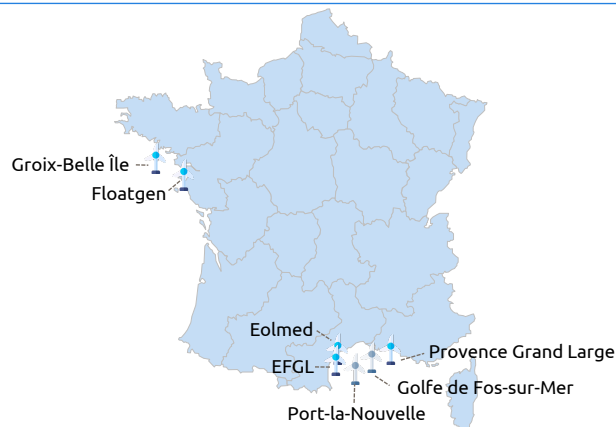 Groix-Belle Île
Floatgen
Eolmed
EFGL
Provence Grand Large
Golfe de Fos-sur-Mer
Port-la-Nouvelle